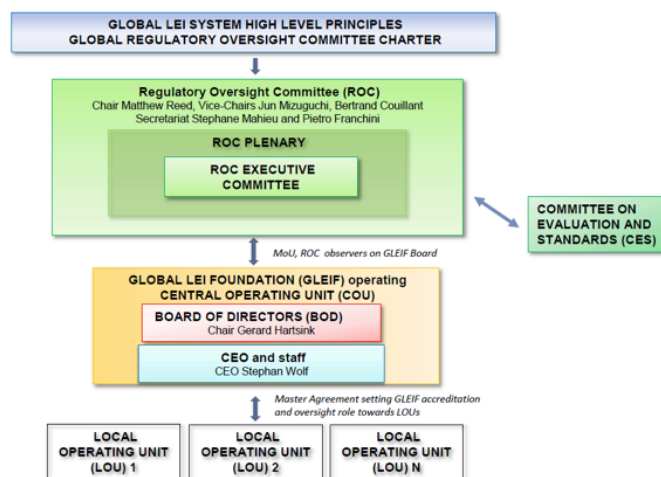 GLOBAL LEI SYSTEM HIGH LEVEL PRINCIPLES
GLOBAL REGULATORY OVERSIGHT COMMITTEE CHARTER
Regulatory Oversight Committee (ROC)
Chair Matthew Reed, Vice-Chairs Jun Mizuguchi, Bertrand Couillant
Secretariat Stephane Mahieu and Pietro Franchini
ROC PLENARY
ROC EXECUTIVE
COMMITTEE
COMMITTEE ON
EVALUATION AND
STANDARDS (CES)
MoU, ROC observers on GLEIF Board
GLOBAL LEI FOUNDATION (GLEIF) operating
CENTRAL OPERATING UNIT (COU)
BOARD OF DIRECTORS (BOD)
Chair Gerard Hartsink
CEO and staff
CEO Stephan Wolf
Master Agreement setting GLEIF accreditation
and oversight role towards LOUs
LOCAL
OPERATING UNIT
(LOU) 1
LOCAL
OPERATING UNIT
(LOU) 2
LOCAL
OPERATING UNIT
(LOU) N